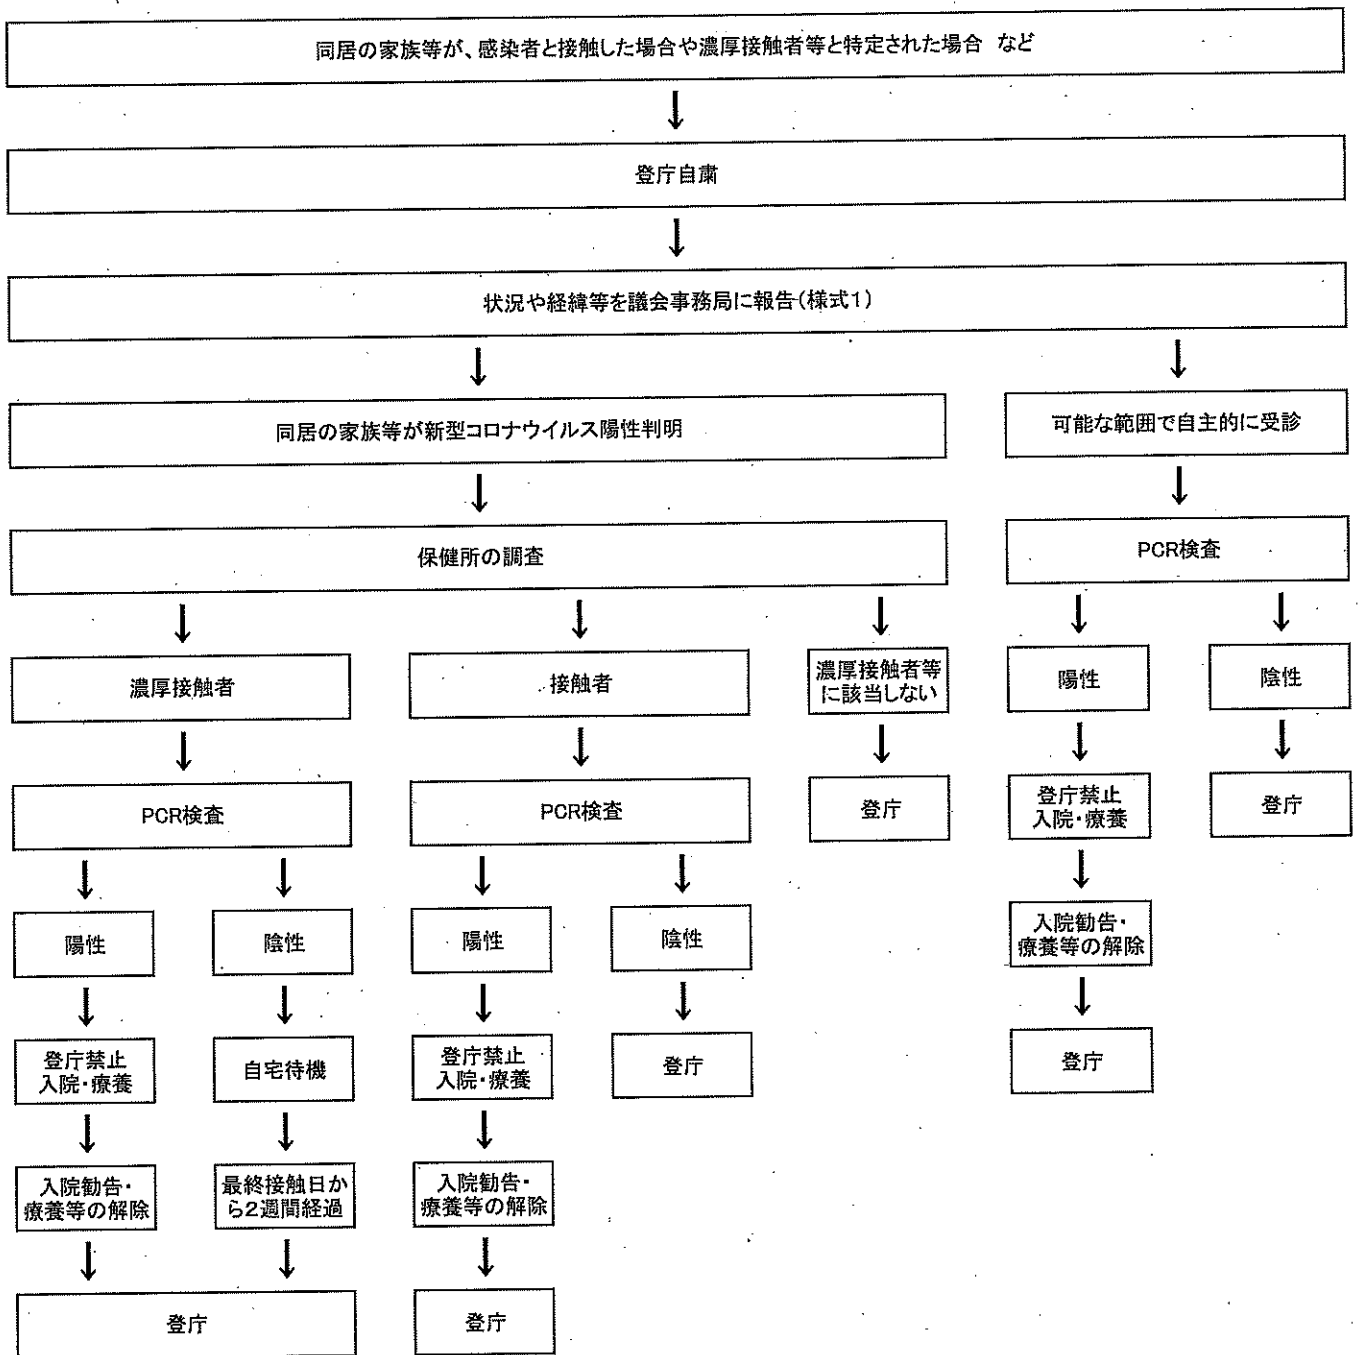 同居の家族等が、感染者と接触した場合や濃厚接触者等と特定された場合 など
登庁自粛
状況や経緯等を議会事務局に報告(様式1)
同居の家族等が新型コロナウイルス陽性判明
可能な範囲で自主的に受診
保健所の調査
PCR検査
濃厚接触者
接触者
濃厚接触者等
に該当しない
陽性
陰性
PCR検査
PCR検査
登庁
登庁禁止
入院・療養
登庁
陽性
陰性
陽性
陰性
入院勧告・
療養等の解除
登庁禁止
入院・療養
自宅待機
登庁禁止
入院・療養
登庁
登庁
入院勧告・
療養等の解除
最終接触日か
ら2週間経過
入院勧告・
療養等の解除
登庁
登庁